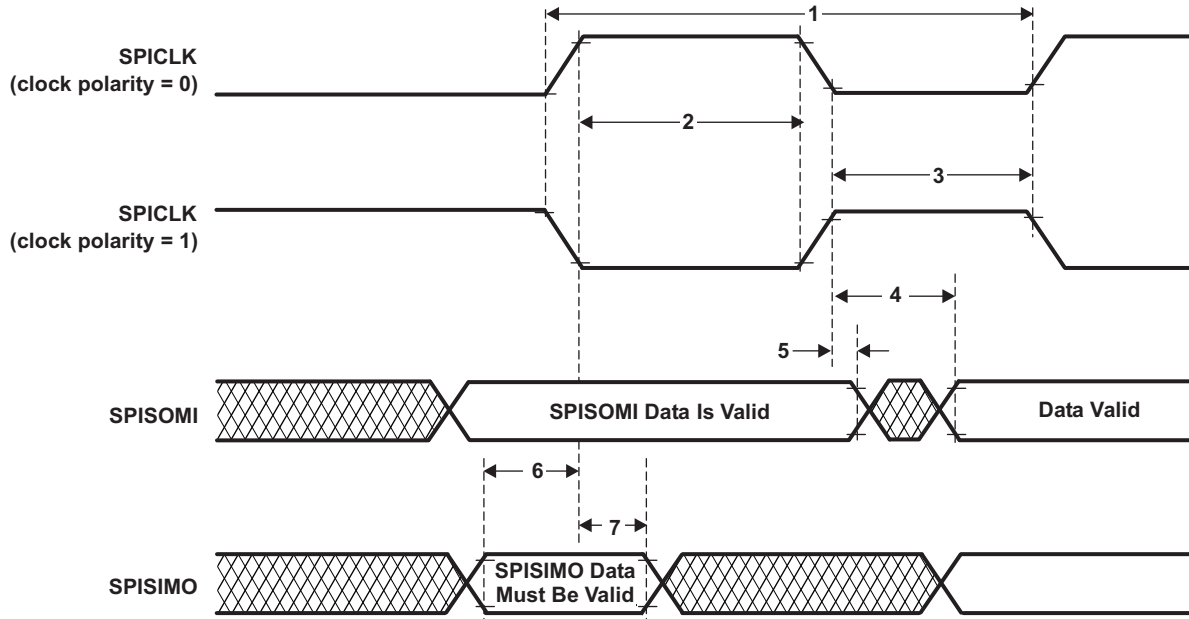 1
SPICLK
(clock polarity = 0)
2
3
SPICLK
(clock polarity = 1)
4
5
SPISOMI
SPISOMI Data Is Valid
Data Valid
6
7
SPISIMO
SPISIMO Data
Must Be Valid